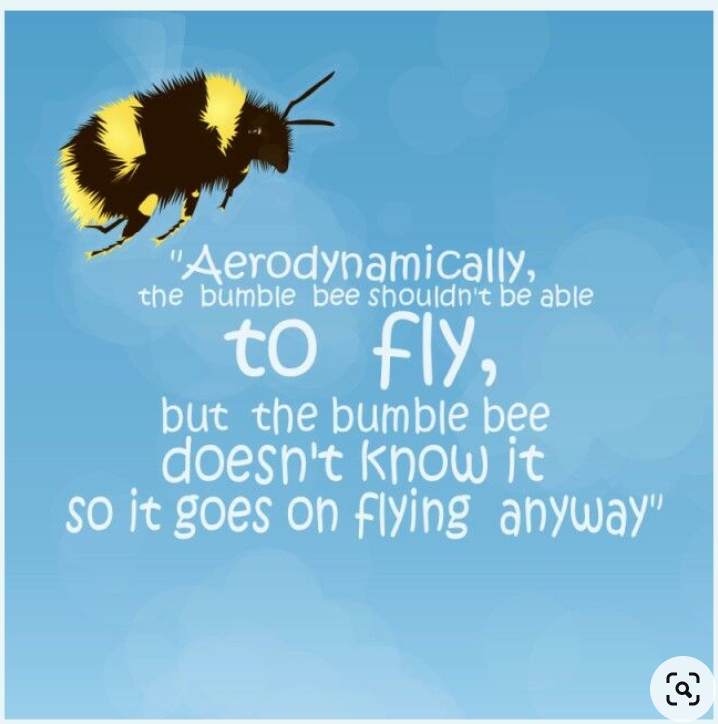 "Aerodynamically,
the bumble bee shouldn't be able
to fly,
but the bumble bee
doesn't know it
so it goes on flying anyway"